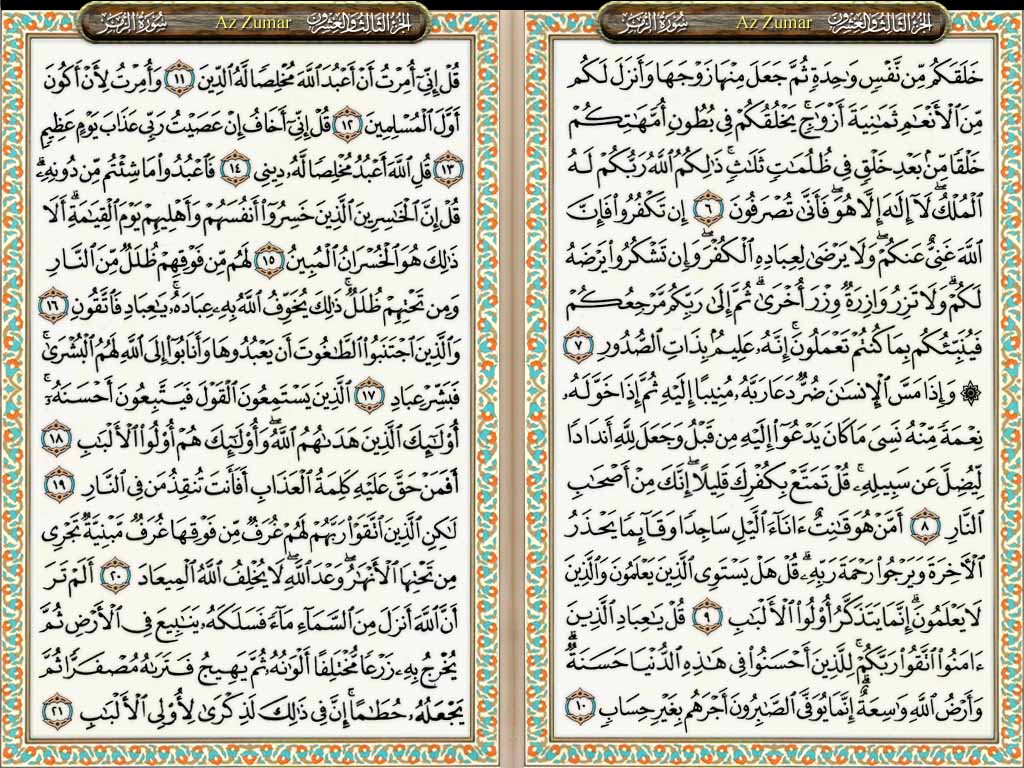 الجزء الثالث والعشرون Az Zumar سورة الزمر
خَلَقَكُم مِّن نَّفْسٍ وَٰحِدَةٍ ثُمَّ جَعَلَ مِنْهَا زَوْجَهَا وَأَنزَلَ لَكُم
مِّنَ ٱلْأَنْعَٰمِ ثَمَٰنِيَةَ أَزْوَٰجٍ ۚ يَخْلُقُكُمْ فِى بُطُونِ أُمَّهَٰتِكُمْ
خَلْقًا مِّنۢ بَعْدِ خَلْقٍ فِى ظُلُمَٰتٍ ثَلَٰثٍ ۚ ذَٰلِكُمُ ٱللَّهُ رَبُّكُمْ لَهُ
ٱلْمُلْكُ ۖ لَآ إِلَٰهَ إِلَّا هُوَ ۖ فَأَنَّىٰ تُصْرَفُونَ ٦ إِن تَكْفُرُوا۟ فَإِنَّ
ٱللَّهَ غَنِىٌّ عَنكُمْ ۖ وَلَا يَرْضَىٰ لِعِبَادِهِ ٱلْكُفْرَ ۖ وَإِن تَشْكُرُوا۟ يَرْضَهُ
لَكُمْ ۗ وَلَا تَزِرُ وَازِرَةٌ وِزْرَ أُخْرَىٰ ۗ ثُمَّ إِلَىٰ رَبِّكُم مَّرْجِعُكُمْ
فَيُنَبِّئُكُم بِمَا كُنتُمْ تَعْمَلُونَ ۚ إِنَّهُۥ عَلِيمٌۢ بِذَاتِ ٱلصُّدُورِ ٧
۞ وَإِذَا مَسَّ ٱلْإِنسَٰنَ ضُرٌّ دَعَا رَبَّهُۥ مُنِيبًا إِلَيْهِ ثُمَّ إِذَا خَوَّلَهُۥ
نِعْمَةً مِّنْهُ نَسِىَ مَا كَانَ يَدْعُوٓا۟ إِلَيْهِ مِن قَبْلُ وَجَعَلَ لِلَّهِ أَندَادًا
لِّيُضِلَّ عَن سَبِيلِهِۦ ۚ قُلْ تَمَتَّعْ بِكُفْرِكَ قَلِيلًا ۖ إِنَّكَ مِنْ أَصْحَٰبِ
ٱلنَّارِ ٨ أَمَّنْ هُوَ قَٰنِتٌ ءَانَآءَ ٱلَّيْلِ سَاجِدًا وَقَآئِمًا يَحْذَرُ
ٱلْءَاخِرَةَ وَيَرْجُوا۟ رَحْمَةَ رَبِّهِۦ ۗ قُلْ هَلْ يَسْتَوِى ٱلَّذِينَ يَعْلَمُونَ وَٱلَّذِينَ
لَا يَعْلَمُونَ ۗ إِنَّمَا يَتَذَكَّرُ أُو۟لُوا۟ ٱلْأَلْبَٰبِ ٩ قُلْ يَٰعِبَادِ ٱلَّذِينَ
ءَامَنُوا۟ ٱتَّقُوا۟ رَبَّكُمْ ۚ لِلَّذِينَ أَحْسَنُوا۟ فِى هَٰذِهِ ٱلدُّنْيَا حَسَنَةٌ ۗ
وَأَرْضُ ٱللَّهِ وَٰسِعَةٌ ۗ إِنَّمَا يُوَفَّى ٱلصَّٰبِرُونَ أَجْرَهُم بِغَيْرِ حِسَابٍ ١٠
الجزء الثالث والعشرون Az Zumar سورة الزمر
قُلْ إِنِّىٓ أُمِرْتُ أَنْ أَعْبُدَ ٱللَّهَ مُخْلِصًا لَّهُ ٱلدِّينَ ١١ وَأُمِرْتُ لِأَنْ أَكُونَ
أَوَّلَ ٱلْمُسْلِمِينَ ١٢ قُلْ إِنِّىٓ أَخَافُ إِنْ عَصَيْتُ رَبِّى عَذَابَ يَوْمٍ عَظِيمٍ
١٣ قُلِ ٱللَّهَ أَعْبُدُ مُخْلِصًا لَّهُۥ دِينِى ١٤ فَٱعْبُدُوا۟ مَا شِئْتُم مِّن دُونِهِۦ ۗ
قُلْ إِنَّ ٱلْخَٰسِرِينَ ٱلَّذِينَ خَسِرُوٓا۟ أَنفُسَهُمْ وَأَهْلِيهِمْ يَوْمَ ٱلْقِيَٰمَةِ ۗ أَلَا
ذَٰلِكَ هُوَ ٱلْخُسْرَانُ ٱلْمُبِينُ ١٥ لَهُم مِّن فَوْقِهِمْ ظُلَلٌ مِّنَ ٱلنَّارِ
وَمِن تَحْتِهِمْ ظُلَلٌ ۚ ذَٰلِكَ يُخَوِّفُ ٱللَّهُ بِهِۦ عِبَادَهُۥ ۚ يَٰعِبَادِ فَٱتَّقُونِ ١٦
وَٱلَّذِينَ ٱجْتَنَبُوا۟ ٱلطَّٰغُوتَ أَن يَعْبُدُوهَا وَأَنَابُوٓا۟ إِلَى ٱللَّهِ لَهُمُ ٱلْبُشْرَىٰ ۚ
فَبَشِّرْ عِبَادِ ١٧ ٱلَّذِينَ يَسْتَمِعُونَ ٱلْقَوْلَ فَيَتَّبِعُونَ أَحْسَنَهُۥٓ ۚ
أُو۟لَٰٓئِكَ ٱلَّذِينَ هَدَىٰهُمُ ٱللَّهُ ۖ وَأُو۟لَٰٓئِكَ هُمْ أُو۟لُوا۟ ٱلْأَلْبَٰبِ ١٨
أَفَمَنْ حَقَّ عَلَيْهِ كَلِمَةُ ٱلْعَذَابِ أَفَأَنتَ تُنقِذُ مَن فِى ٱلنَّارِ ١٩
لَٰكِنِ ٱلَّذِينَ ٱتَّقَوْا۟ رَبَّهُمْ لَهُمْ غُرَفٌ مِّن فَوْقِهَا غُرَفٌ مَّبْنِيَّةٌ تَجْرِى
مِن تَحْتِهَا ٱلْأَنْهَٰرُ ۖ وَعْدَ ٱللَّهِ ۖ لَا يُخْلِفُ ٱللَّهُ ٱلْمِيعَادَ ٢٠ أَلَمْ تَرَ
أَنَّ ٱللَّهَ أَنزَلَ مِنَ ٱلسَّمَآءِ مَآءً فَسَلَكَهُۥ يَنَٰبِيعَ فِى ٱلْأَرْضِ ثُمَّ
يُخْرِجُ بِهِۦ زَرْعًا مُّخْتَلِفًا أَلْوَٰنُهُۥ ثُمَّ يَهِيجُ فَتَرَىٰهُ مُصْفَرًّا ثُمَّ
يَجْعَلُهُۥ حُطَٰمًا ۚ إِنَّ فِى ذَٰلِكَ لَذِكْرَىٰ لِأُو۟لِى ٱلْأَلْبَٰبِ ٢١